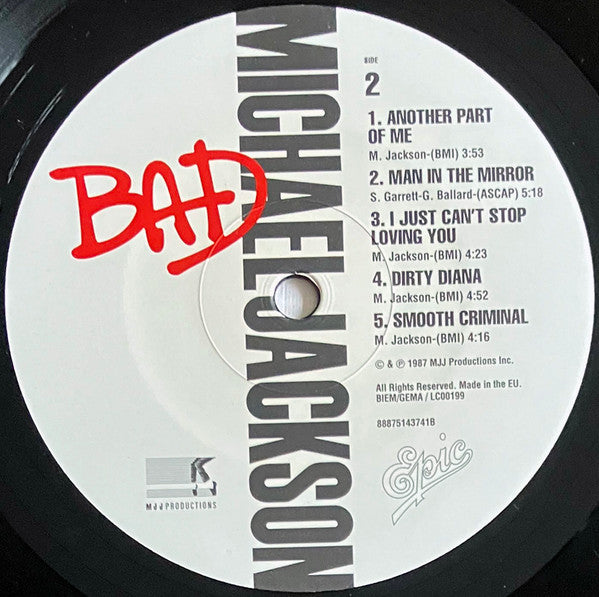 BAD
MICHAEL JACKSON
SIDE
2
1. ANOTHER PART
OF ME
M. Jackson-(BMI) 3:53
2. MAN IN THE MIRROR
S. Garrett-G. Ballard-(ASCAP) 5:18
3. I JUST CAN'T STOP
LOVING YOU
M. Jackson-(BMI) 4:23
4. DIRTY DIANA
M. Jackson-(BMI) 4:52
5. SMOOTH CRIMINAL
M. Jackson-(BMI) 4:16
© & ℗ 1987 MJJ Productions Inc.
All Rights Reserved. Made in the EU.
BIEM/GEMA / LC00199
88875143741B
Epic
MJJ PRODUCTIONS